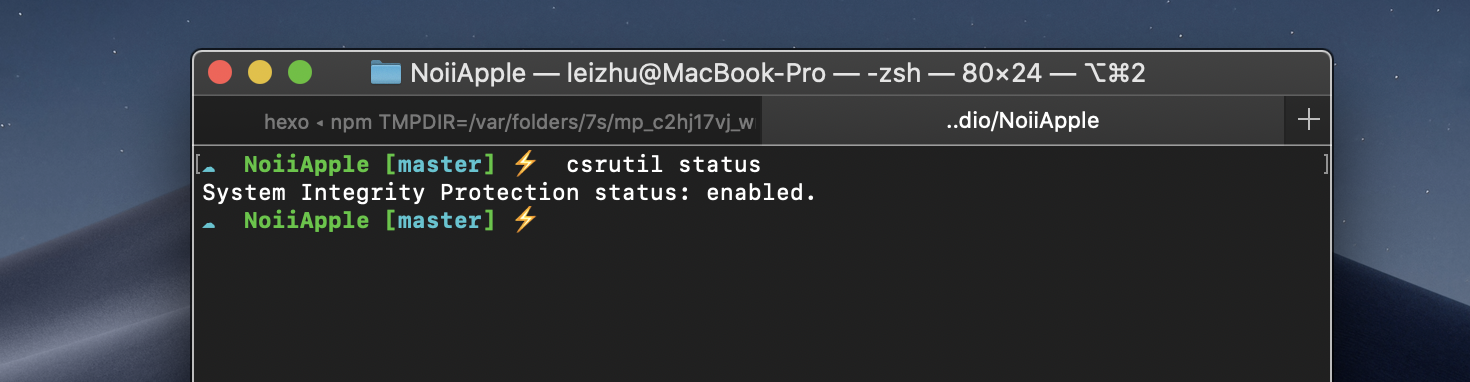 NoiiApple — leizhu@MacBook-Pro — -zsh — 80×24 — ⌥⌘2
hexo ◂ npm TMPDIR=/var/folders/7s/mp_c2hj17vj_w
..dio/NoiiApple
[☁  NoiiApple [master] ⚡  csrutil status]
System Integrity Protection status: enabled.
☁  NoiiApple [master] ⚡